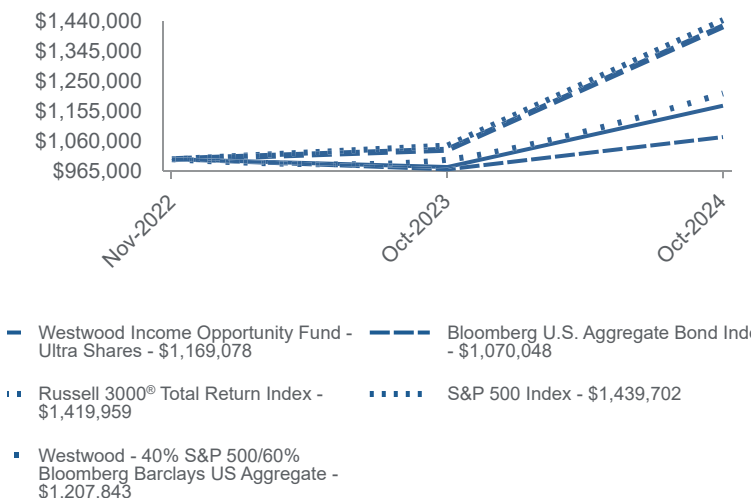 $1,440,000
$1,345,000
$1,250,000
$1,155,000
$1,060,000
$965,000
Nov-2022
Oct-2023
Oct-2024
Westwood Income Opportunity Fund -
Ultra Shares - $1,169,078
Bloomberg U.S. Aggregate Bond
- $1,070,048
Russell 3000® Total Return Index -
$1,419,959
S&P 500 Index - $1,439,702
Westwood - 40% S&P 500/60%
Bloomberg Barclays US Aggregate -
$1,207,843